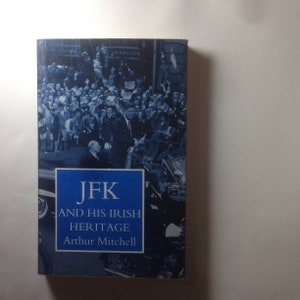 JFK
AND HIS IRISH
HERITAGE
Arthur Mitchell